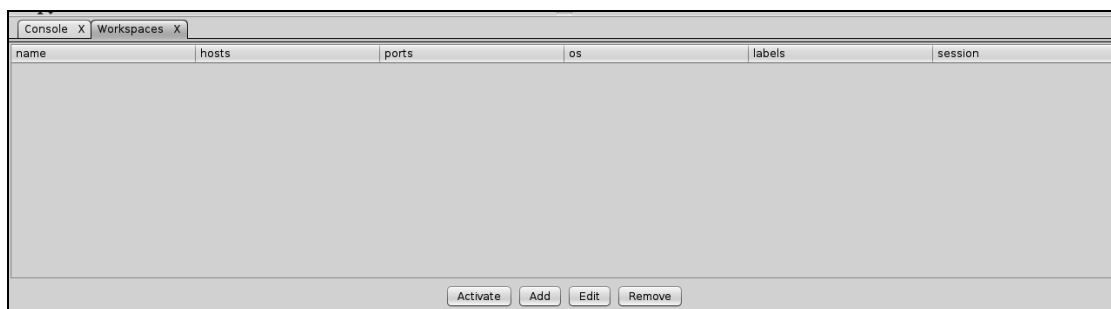 Console X Workspaces X
name hosts ports os labels session
Activate Add Edit Remove